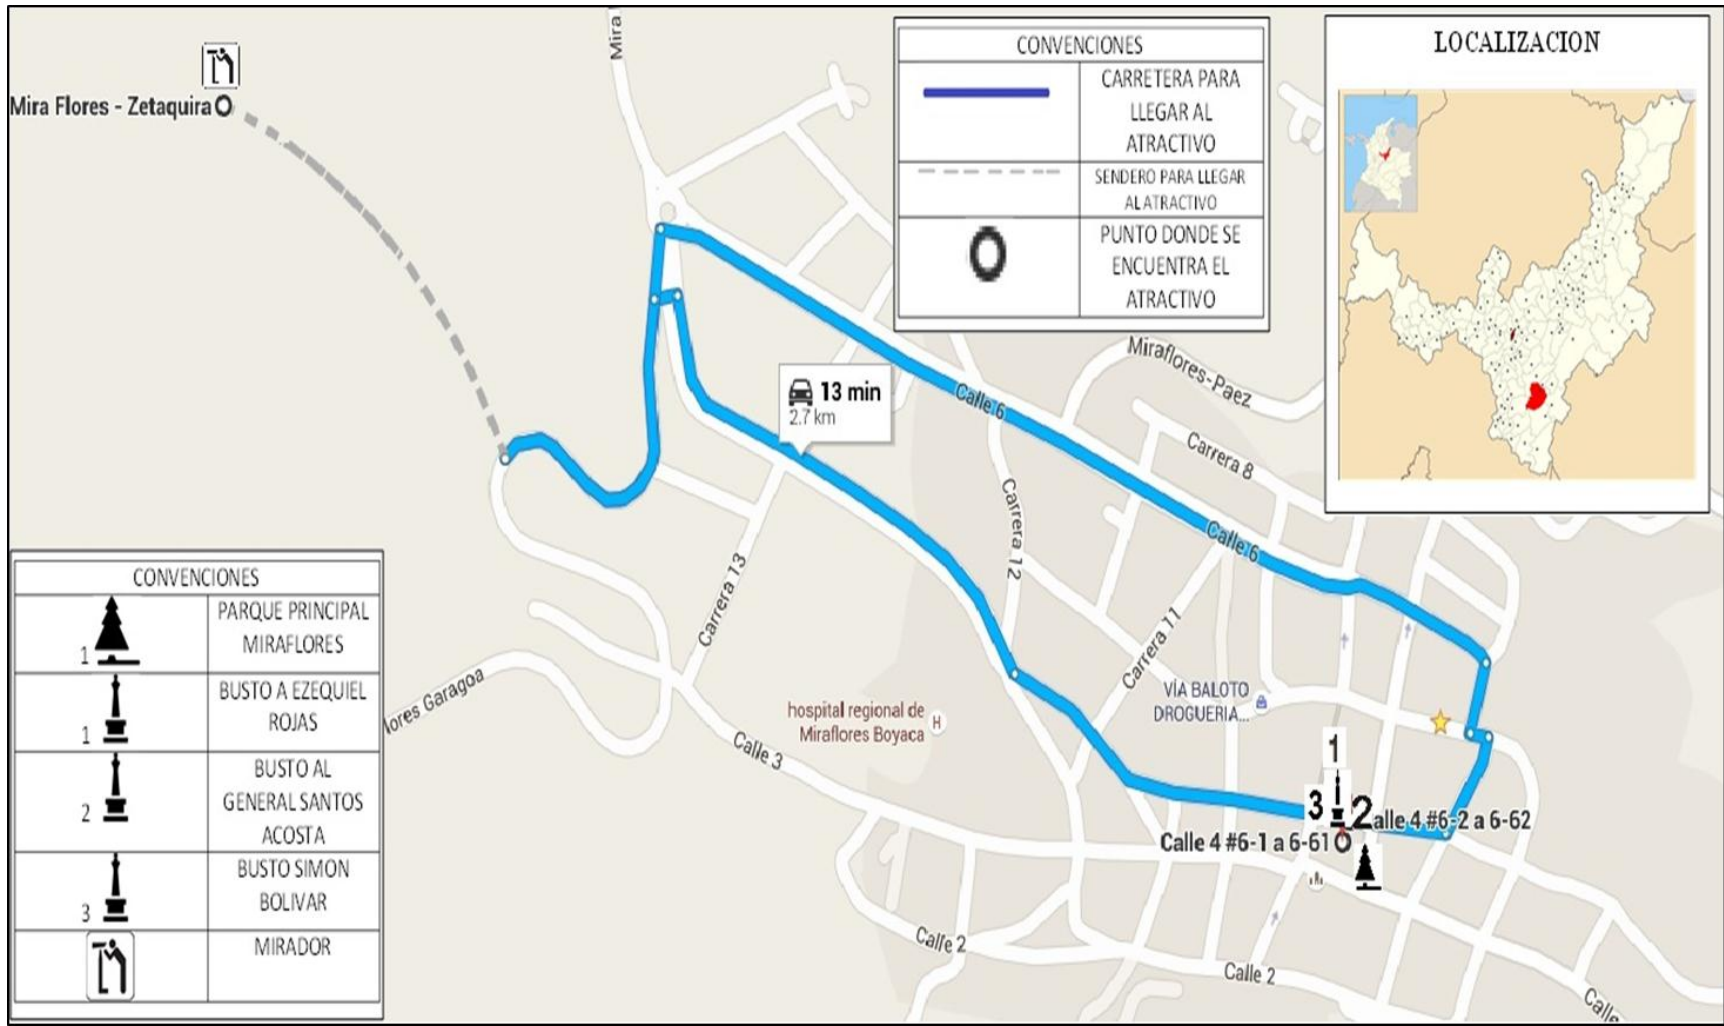 Mira
Mira Flores - Zetaquira
CONVENCIONES
CARRETERA PARA
LLEGAR AL
ATRACTIVO
SENDERO PARA LLEGAR
AL ATRACTIVO
PUNTO DONDE SE
ENCUENTRA EL
ATRACTIVO
LOCALIZACION
Miraflores-Paez
13 min
2.7 km
Calle 6
Carrera 8
Carrera 12
Calle 6
Carrera 13
Carrera 11
VÍA BALOTO
DROGUERIA...
hospital regional de
Miraflores Boyaca
H
lores Garagoa
Calle 3
1
3
2
alle 4 #6-2 a 6-62
Calle 4 #6-1 a 6-61
Calle 2
Calle 2
Calle
CONVENCIONES
1
PARQUE PRINCIPAL
MIRAFLORES
1
BUSTO A EZEQUIEL
ROJAS
2
BUSTO AL
GENERAL SANTOS
ACOSTA
3
BUSTO SIMON
BOLIVAR
MIRADOR